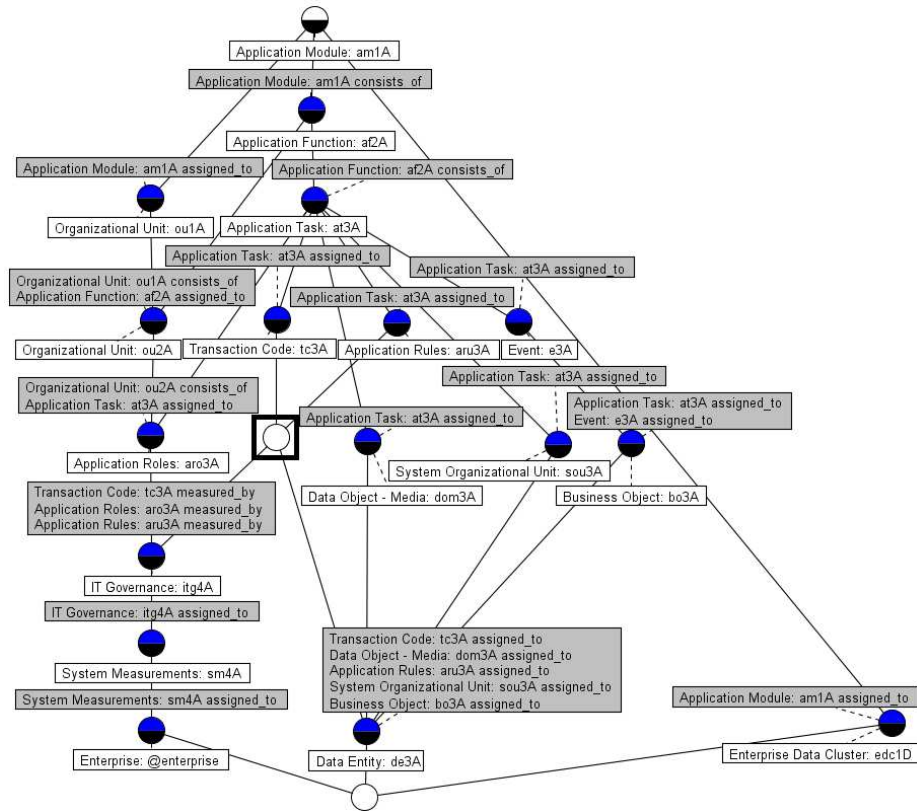 Application Module: am1A
Application Module: am1A consists_of
Application Function: af2A
Application Module: am1A assigned_to
Application Function: af2A consists_of
Organizational Unit: ou1A
Application Task: at3A
Application Task: at3A assigned_to
Application Task: at3A assigned_to
Organizational Unit: ou1A consists_of
Application Function: af2A assigned_to
Application Task: at3A assigned_to
Organizational Unit: ou2A
Transaction Code: tc3A
Application Rules: aru3A
Event: e3A
Application Task: at3A assigned_to
Organizational Unit: ou2A consists_of
Application Task: at3A assigned_to
Application Task: at3A assigned_to
Event: e3A assigned_to
Application Task: at3A assigned_to
Application Roles: aro3A
System Organizational Unit: sou3A
Data Object - Media: dom3A
Business Object: bo3A
Transaction Code: tc3A measured_by
Application Roles: aro3A measured_by
Application Rules: aru3A measured_by
IT Governance: itg4A
IT Governance: itg4A assigned_to
System Measurements: sm4A
System Measurements: sm4A assigned_to
Transaction Code: tc3A assigned_to
Data Object - Media: dom3A assigned_to
Application Rules: aru3A assigned_to
System Organizational Unit: sou3A assigned_to
Business Object: bo3A assigned_to
Application Module: am1A assigned_to
Enterprise: @enterprise
Data Entity: de3A
Enterprise Data Cluster: edc1D